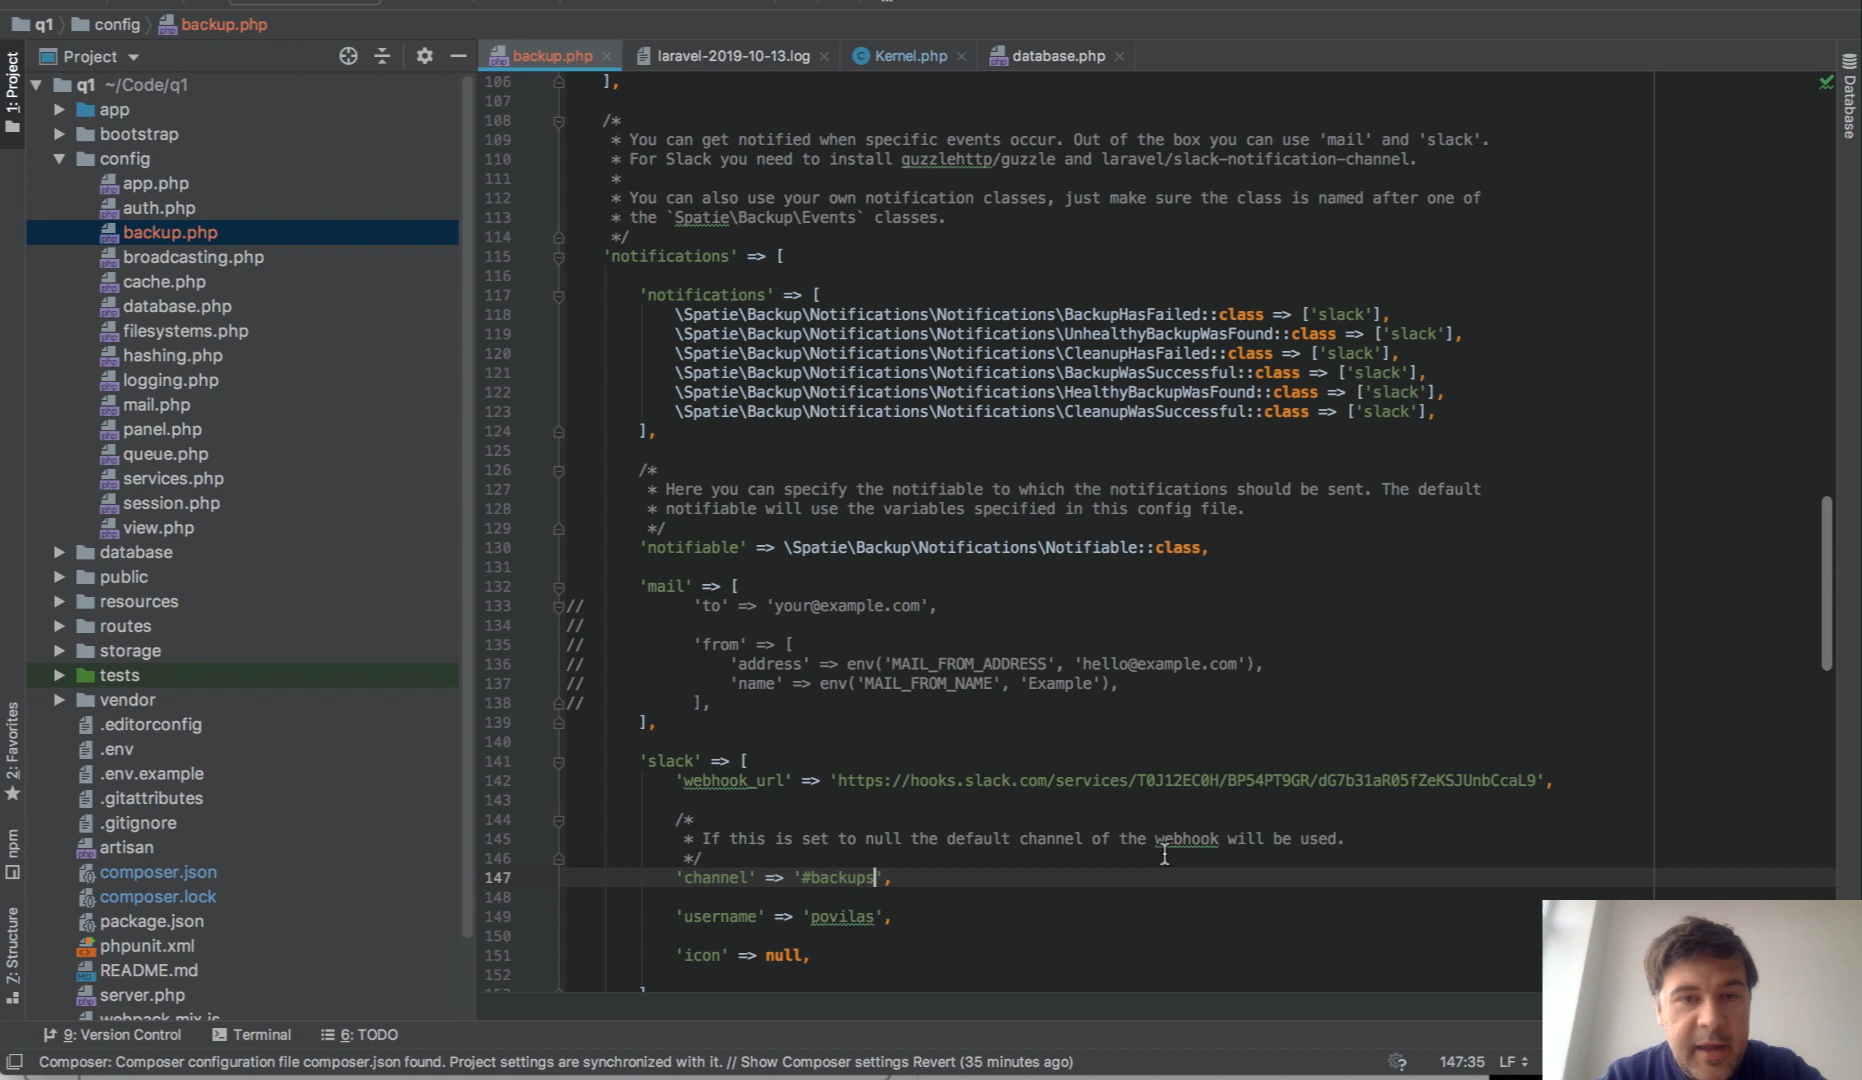 q1 config backup.php
Project
backup.php laravel-2019-10-13.log Kernel.php database.php
1: Project
Database
q1 ~/Code/q1
app
bootstrap
config
app.php
auth.php
backup.php
broadcasting.php
cache.php
database.php
filesystems.php
hashing.php
logging.php
mail.php
panel.php
queue.php
services.php
session.php
view.php
database
public
resources
routes
storage
tests
vendor
.editorconfig
.env
.env.example
.gitattributes
.gitignore
artisan
composer.json
composer.lock
package.json
phpunit.xml
README.md
server.php
webpack.mix.js
2: Favorites
npm
7: Structure
106 ],
107
108 /*
109 * You can get notified when specific events occur. Out of the box you can use 'mail' and 'slack'.
110 * For Slack you need to install guzzlehttp/guzzle and laravel/slack-notification-channel.
111 *
112 * You can also use your own notification classes, just make sure the class is named after one of
113 * the `Spatie\Backup\Events` classes.
114 */
115 'notifications' => [
116
117 'notifications' => [
118 \Spatie\Backup\Notifications\Notifications\BackupHasFailed::class => ['slack'],
119 \Spatie\Backup\Notifications\Notifications\UnhealthyBackupWasFound::class => ['slack'],
120 \Spatie\Backup\Notifications\Notifications\CleanupHasFailed::class => ['slack'],
121 \Spatie\Backup\Notifications\Notifications\BackupWasSuccessful::class => ['slack'],
122 \Spatie\Backup\Notifications\Notifications\HealthyBackupWasFound::class => ['slack'],
123 \Spatie\Backup\Notifications\Notifications\CleanupWasSuccessful::class => ['slack'],
124 ],
125
126 /*
127 * Here you can specify the notifiable to which the notifications should be sent. The default
128 * notifiable will use the variables specified in this config file.
129 */
130 'notifiable' => \Spatie\Backup\Notifications\Notifiable::class,
131
132 'mail' => [
133 // 'to' => 'your@example.com',
134 //
135 // 'from' => [
136 // 'address' => env('MAIL_FROM_ADDRESS', 'hello@example.com'),
137 // 'name' => env('MAIL_FROM_NAME', 'Example'),
138 // ],
139 ],
140
141 'slack' => [
142 'webhook_url' => 'https://hooks.slack.com/services/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',
143
144 /*
145 * If this is set to null the default channel of the webhook will be used.
146 */
147 'channel' => '#backups',
148
149 'username' => 'povilas',
150
151 'icon' => null,
152
9: Version Control Terminal 6: TODO
Composer: Composer configuration file composer.json found. Project settings are synchronized with it. // Show Composer settings Revert (35 minutes ago) 147:35 LF